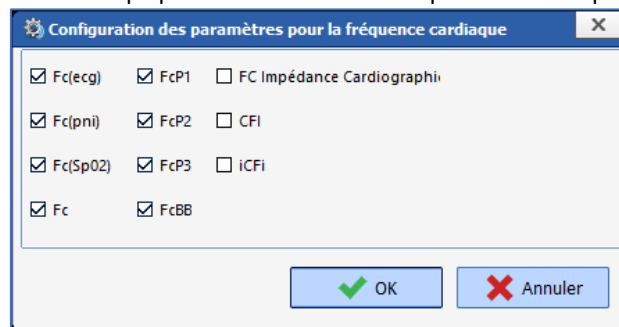 Configuration des paramètres pour la fréquence cardiaque
Fc(ecg) FcP1 FC Impédance Cardiographi
Fc(pni) FcP2 CFI
Fc(Sp02) FcP3 iCFi
Fc FcBB
OK Annuler